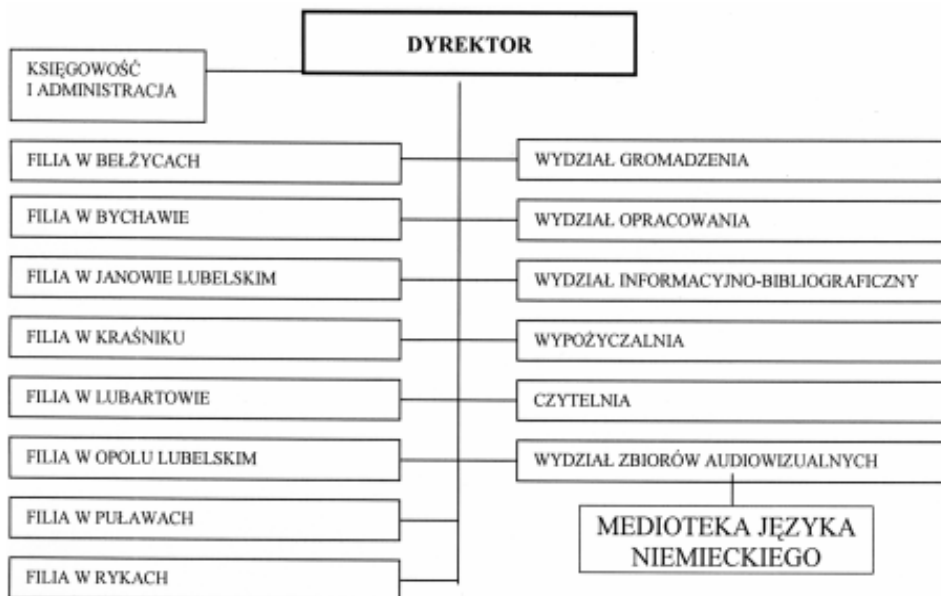 DYREKTOR
KSIĘGOWOŚĆ
I ADMINISTRACJA
FILIA W BEŁŻYCACH
WYDZIAŁ GROMADZENIA
FILIA W BYCHAWIE
WYDZIAŁ OPRACOWANIA
FILIA W JANOWIE LUBELSKIM
WYDZIAŁ INFORMACYJNO-BIBLIOGRAFICZNY
FILIA W KRAŚNIKU
WYPOŻYCZALNIA
FILIA W LUBARTOWIE
CZYTELNIA
FILIA W OPOLU LUBELSKIM
WYDZIAŁ ZBIORÓW AUDIOWIZUALNYCH
FILIA W PUŁAWACH
MEDIOTEKA JĘZYKA
NIEMIECKIEGO
FILIA W RYKACH